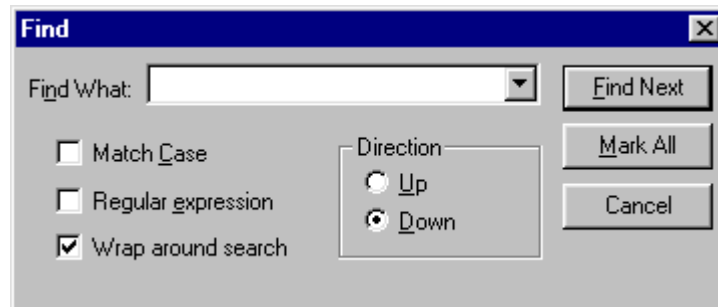 Find
Find What:
Find Next
Match Case
Direction
Mark All
Up
Regular expression
Cancel
Down
Wrap around search